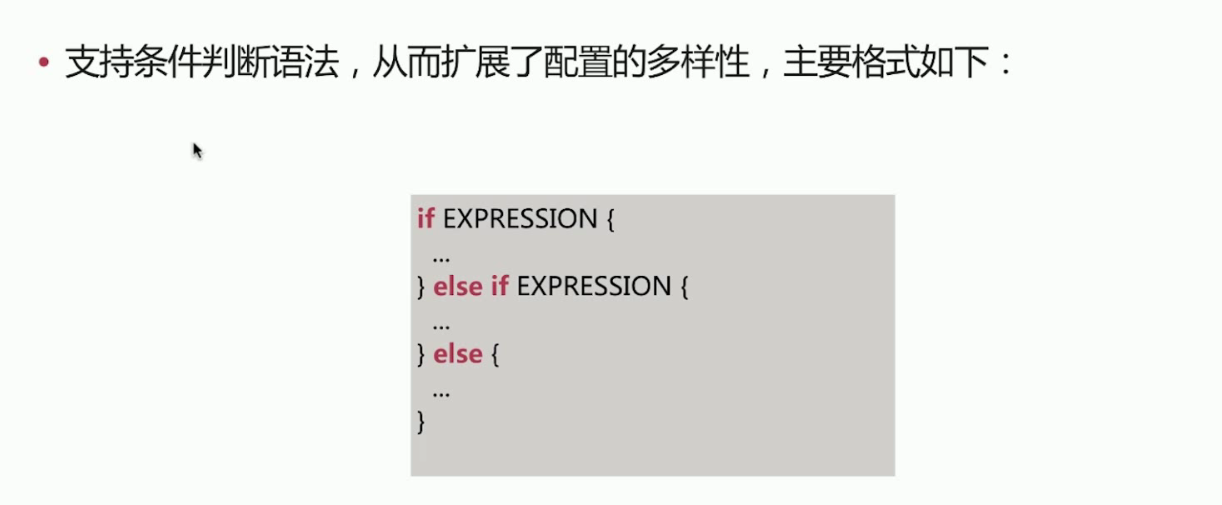 • 支持条件判断语法，从而扩展了配置的多样性，主要格式如下：
if EXPRESSION {
...
} else if EXPRESSION {
...
} else {
...
}